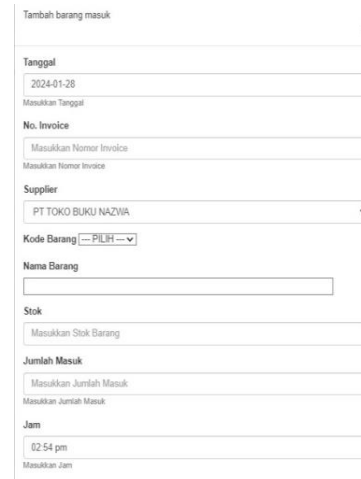 Tambah barang masuk
Tanggal
2024-01-28
Masukkan Tanggal
No. Invoice
Masukkan Nomor Invoice
Masukkan Nomor Invoice
Supplier
PT TOKO BUKU NAZWA
Kode Barang --- PILIH ---
Nama Barang
Stok
Masukkan Stok Barang
Jumlah Masuk
Masukkan Jumlah Masuk
Masukkan Jumlah Masuk
Jam
02:54 pm
Masukkan Jam